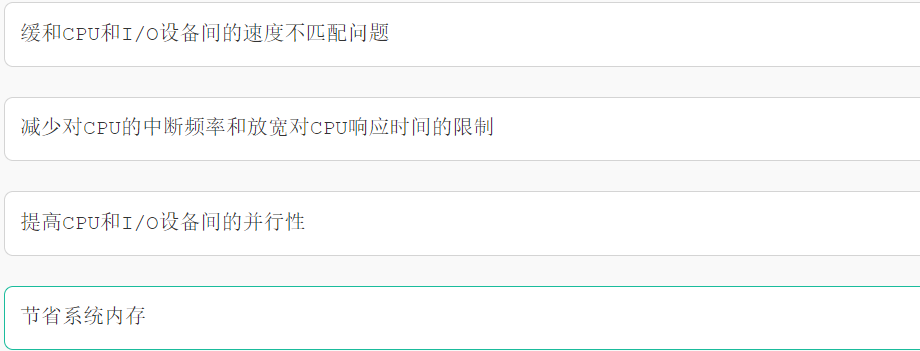 缓和CPU和I/O设备间的速度不匹配问题
减少对CPU的中断频率和放宽对CPU响应时间的限制
提高CPU和I/O设备间的并行性
节省系统内存